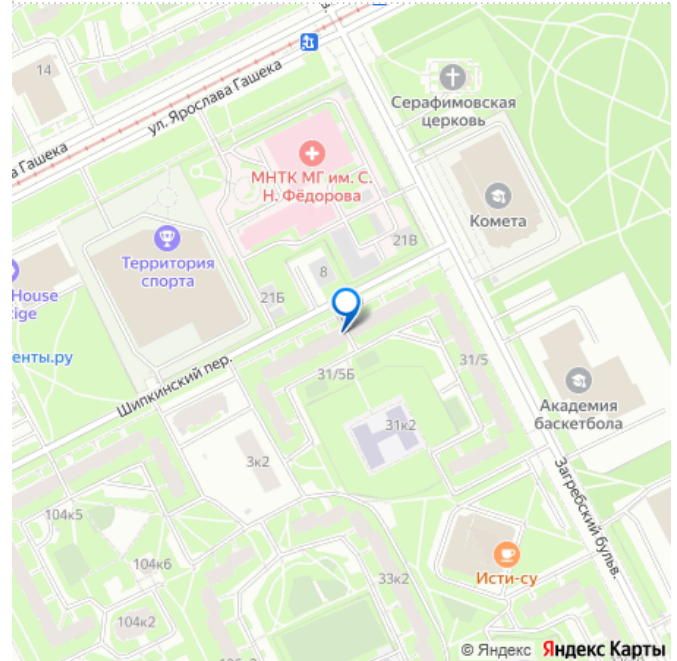 14
ул. Ярослава Гашека
а Гашека
Серафимовская
церковь
МНТК МГ им. С.
Н. Фёдорова
Комета
21В
Территория
спорта
8
21Б
House
tige
енты.ру
Шипкинский пер.
31/5Б
31/5
Академия
баскетбола
31к2
3к2
Загребский бульв.
104к5
104к6
Исти-су
33к2
104к2
© Яндекс Яндекс Карты